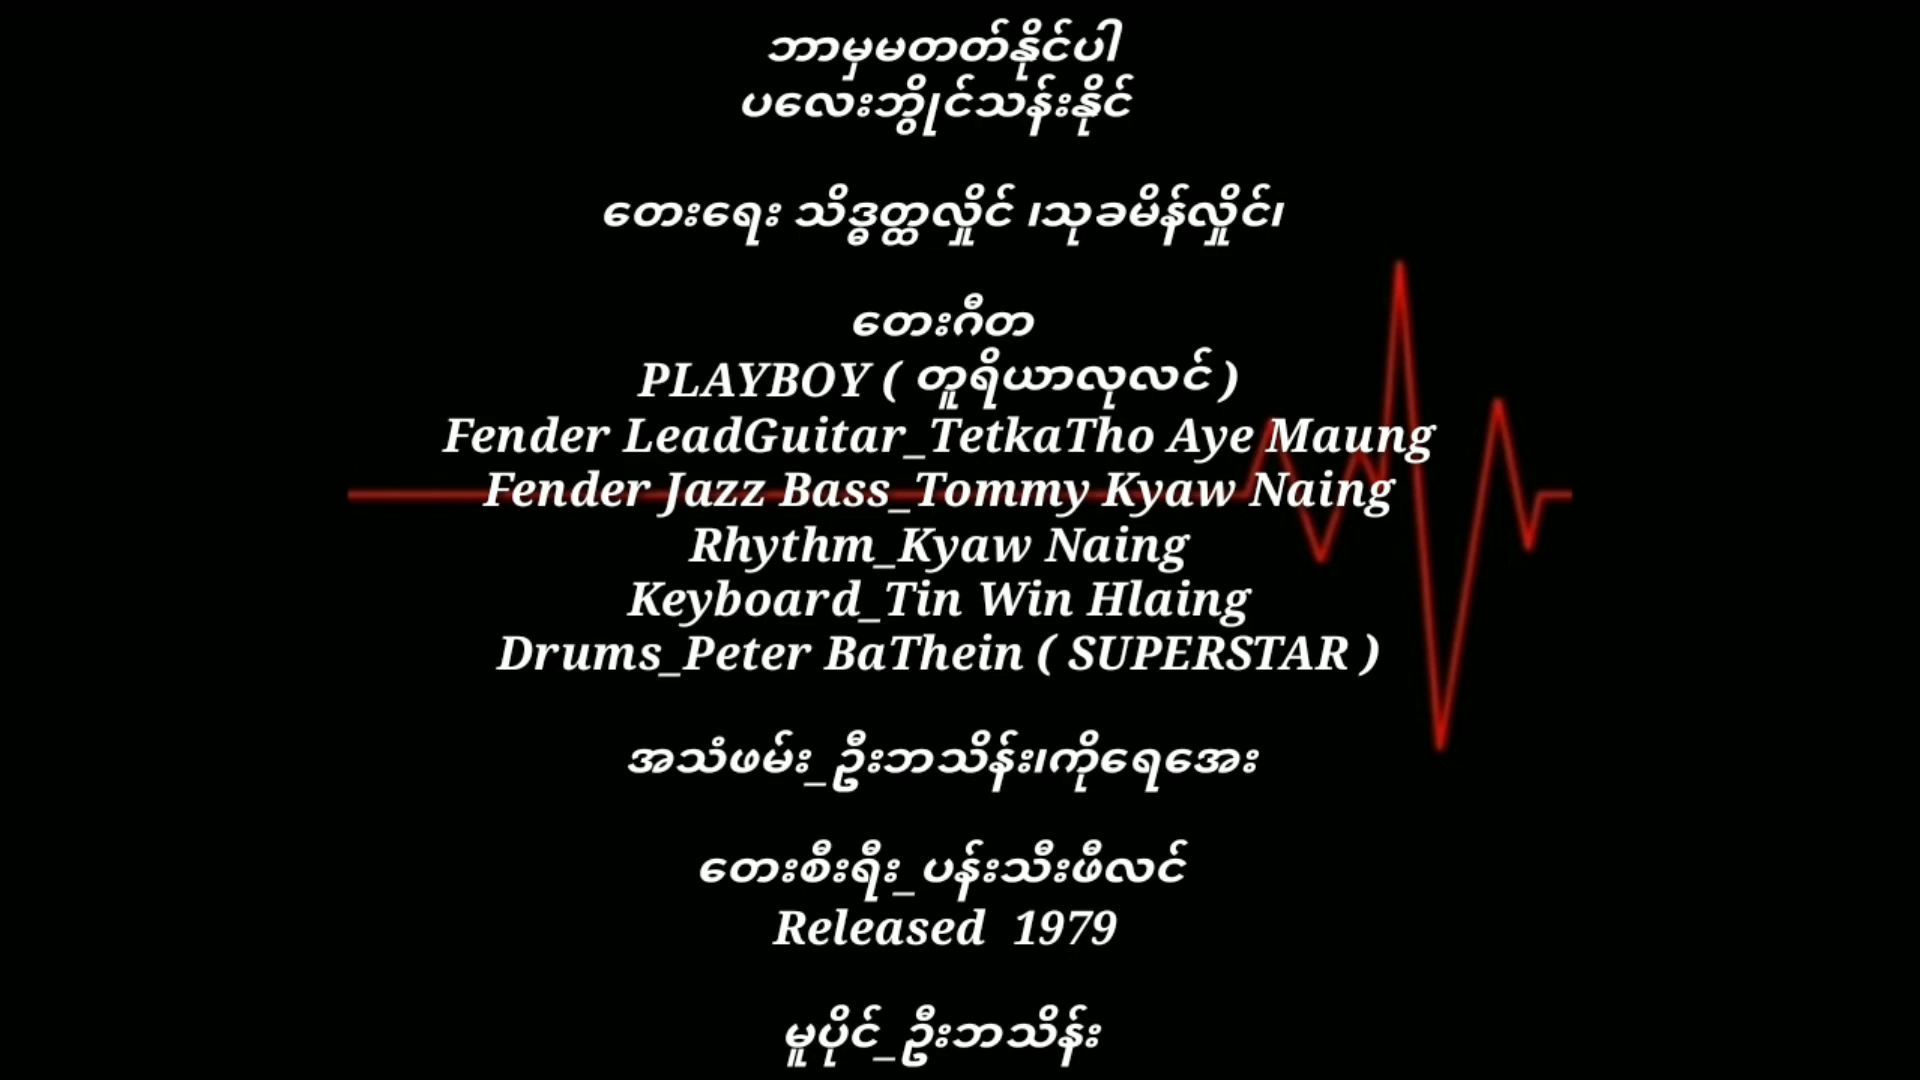 ဘာမှမတတ်နိုင်ပါ
ပလေးဘွိုင်သန်းနိုင်
တေးရေး သိဒ္ဓတ္ထလှိုင် ၊သုခမိန်လှိုင်၊
တေးဂီတ
PLAYBOY ( တူရိယာလုလင် )
Fender LeadGuitar_TetkaTho Aye Maung
Fender Jazz Bass_Tommy Kyaw Naing
Rhythm_Kyaw Naing
Keyboard_Tin Win Hlaing
Drums_Peter BaThein ( SUPERSTAR )
အသံဖမ်း_ဦးဘသိန်း၊ကိုရေအေး
တေးစီးရီး_ပန်းသီးဖီလင်
Released 1979
မူပိုင်_ဦးဘသိန်း